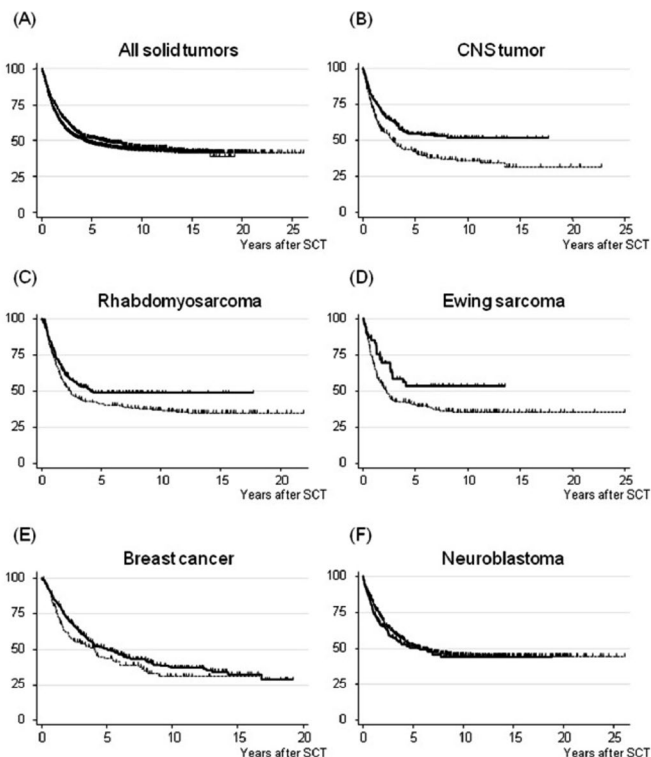 (A)
(B)
All solid tumors
CNS tumor
100
75
50
25
0
0 5 10 15 20 25
Years after SCT
100
75
50
25
0
0 5 10 15 20 25
Years after SCT
(C)
(D)
Rhabdomyosarcoma
Ewing sarcoma
100
75
50
25
0
0 5 10 15 20
Years after SCT
100
75
50
25
0
0 5 10 15 20 25
Years after SCT
(E)
(F)
Breast cancer
Neuroblastoma
100
75
50
25
0
0 5 10 15 20
Years after SCT
100
75
50
25
0
0 5 10 15 20 25
Years after SCT